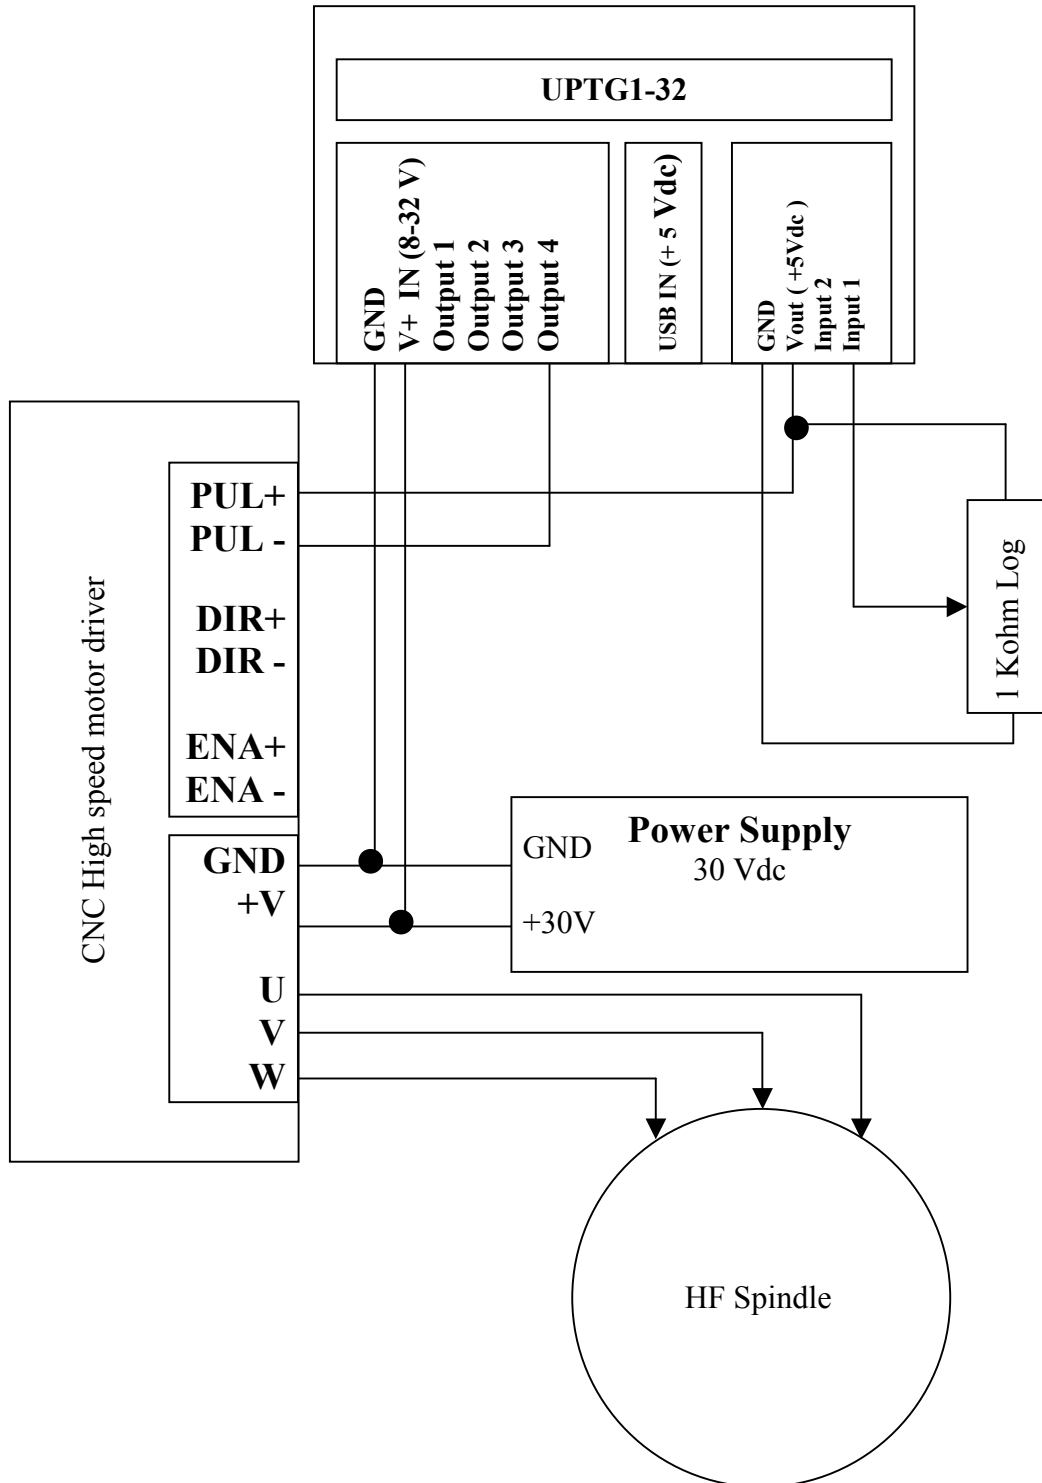 UPTG1-32
GND
V+ IN (8-32 V)
Output 1
Output 2
Output 3
Output 4
USB IN (+ 5 Vdc)
GND
Vout ( +5Vdc )
Input 2
Input 1
CNC High speed motor driver
PUL+
PUL -
DIR+
DIR -
ENA+
ENA -
GND
+V
U
V
W
1 Kohm Log
Power Supply
30 Vdc
GND
+30V
HF Spindle